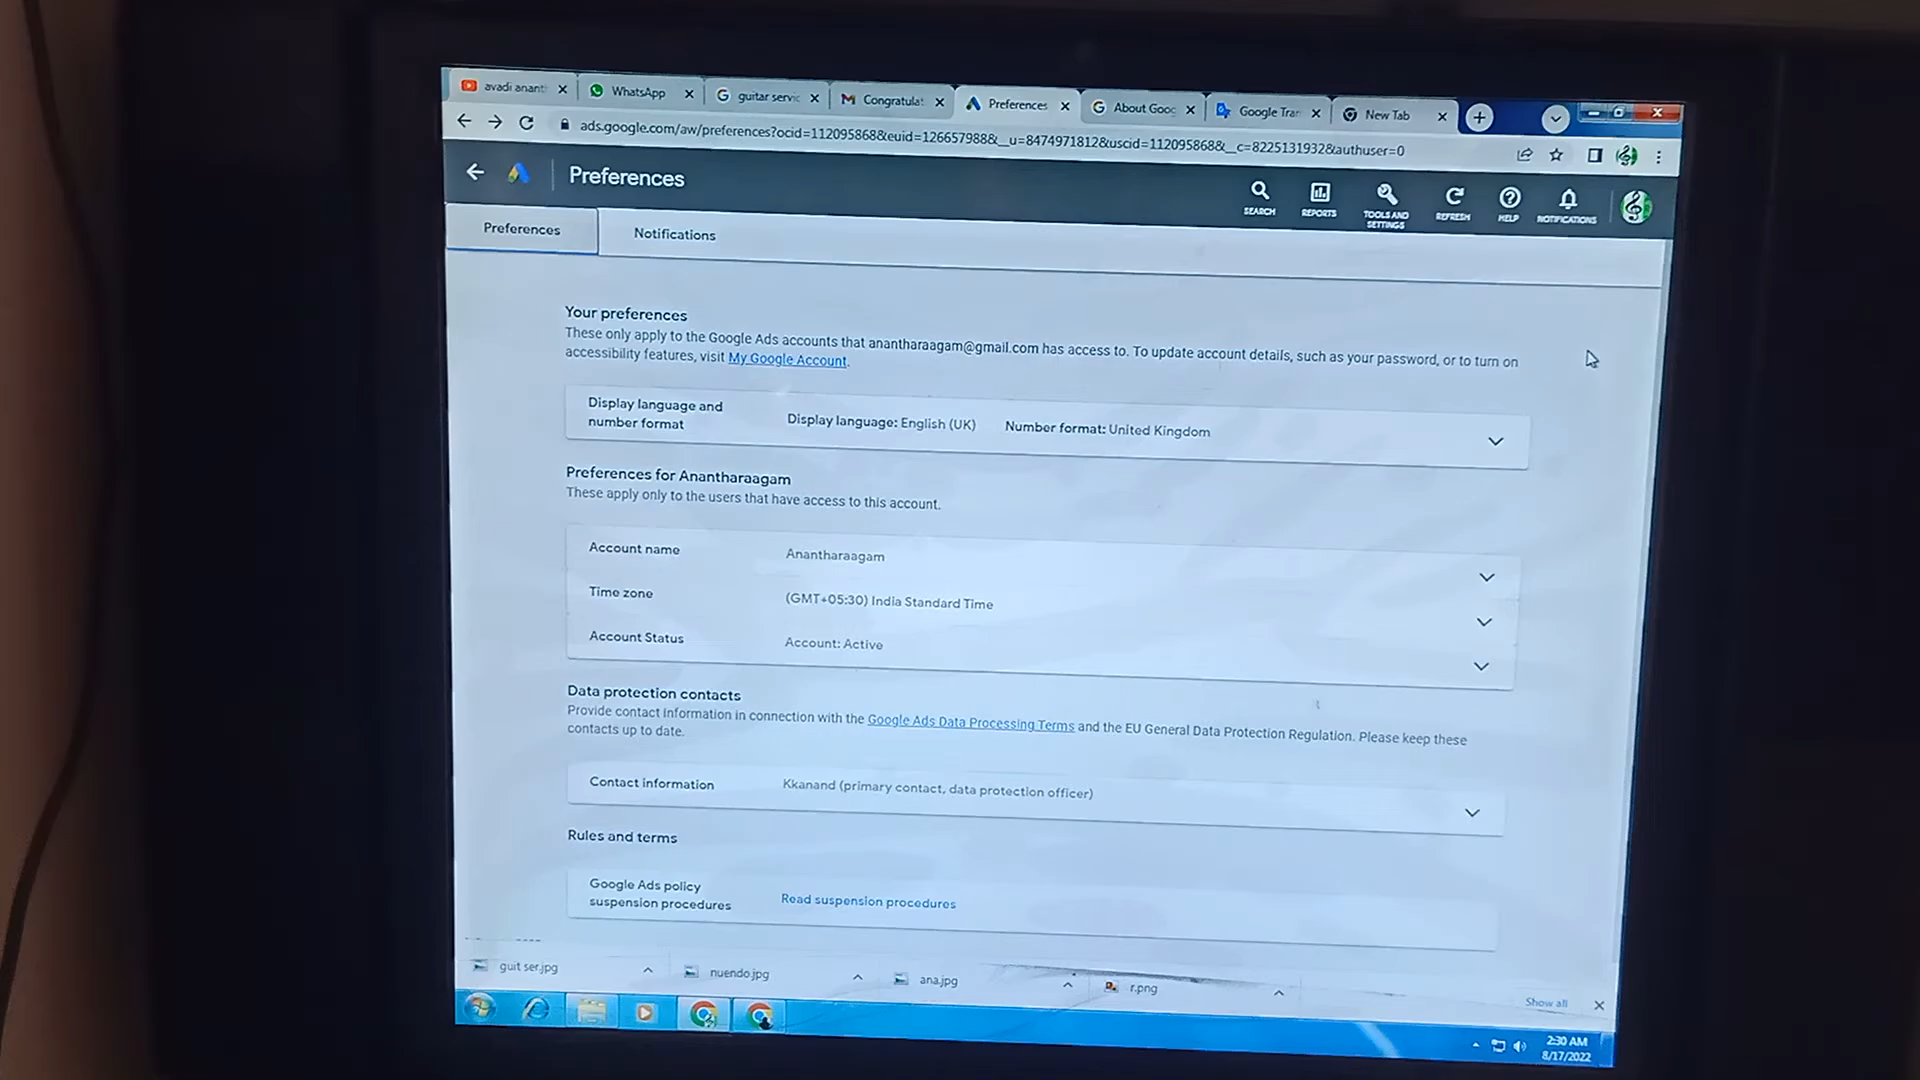 avadi anant
WhatsApp
guitar servic
Congratulat
Preferences
About Goog
Google Tran
New Tab
ads.google.com/aw/preferences?ocid=112095868&euid=126657988&__u=8474971812&uscid=112095868&__c=8225131932&authuser=0
Preferences
SEARCH
REPORTS
TOOLS AND
SETTINGS
REFRESH
HELP
NOTIFICATIONS
Preferences
Notifications
Your preferences
These only apply to the Google Ads accounts that anantharaagam@gmail.com has access to. To update account details, such as your password, or to turn on
accessibility features, visit My Google Account.
Display language and
number format
Display language: English (UK)
Number format: United Kingdom
Preferences for Anantharaagam
These apply only to the users that have access to this account.
Account name
Anantharaagam
Time zone
(GMT+05:30) India Standard Time
Account Status
Account: Active
Data protection contacts
Provide contact information in connection with the Google Ads Data Processing Terms and the EU General Data Protection Regulation. Please keep these
contacts up to date.
Contact information
Kkanand (primary contact, data protection officer)
Rules and terms
Google Ads policy
suspension procedures
Read suspension procedures
guit ser.jpg
nuendo.jpg
ana.jpg
r.png
Show all
2:30 AM
8/17/2022